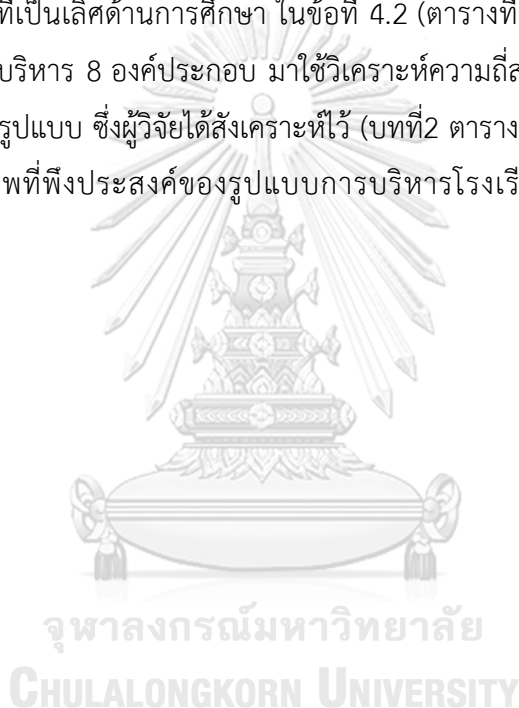 ที่เป็นเลิศด้านการศึกษา ในข้อที่ 4.2 (ตารางที่
บริหาร 8 องค์ประกอบ มาใช้วิเคราะห์ความถี่ส
รูปแบบ ซึ่งผู้วิจัยได้สังเคราะห์ไว้ (บทที่2 ตาราง
พที่พึงประสงค์ของรูปแบบการบริหารโรงเรี
จุฬาลงกรณ์มหาวิทยาลัย
CHULALONGKORN UNIVERSITY